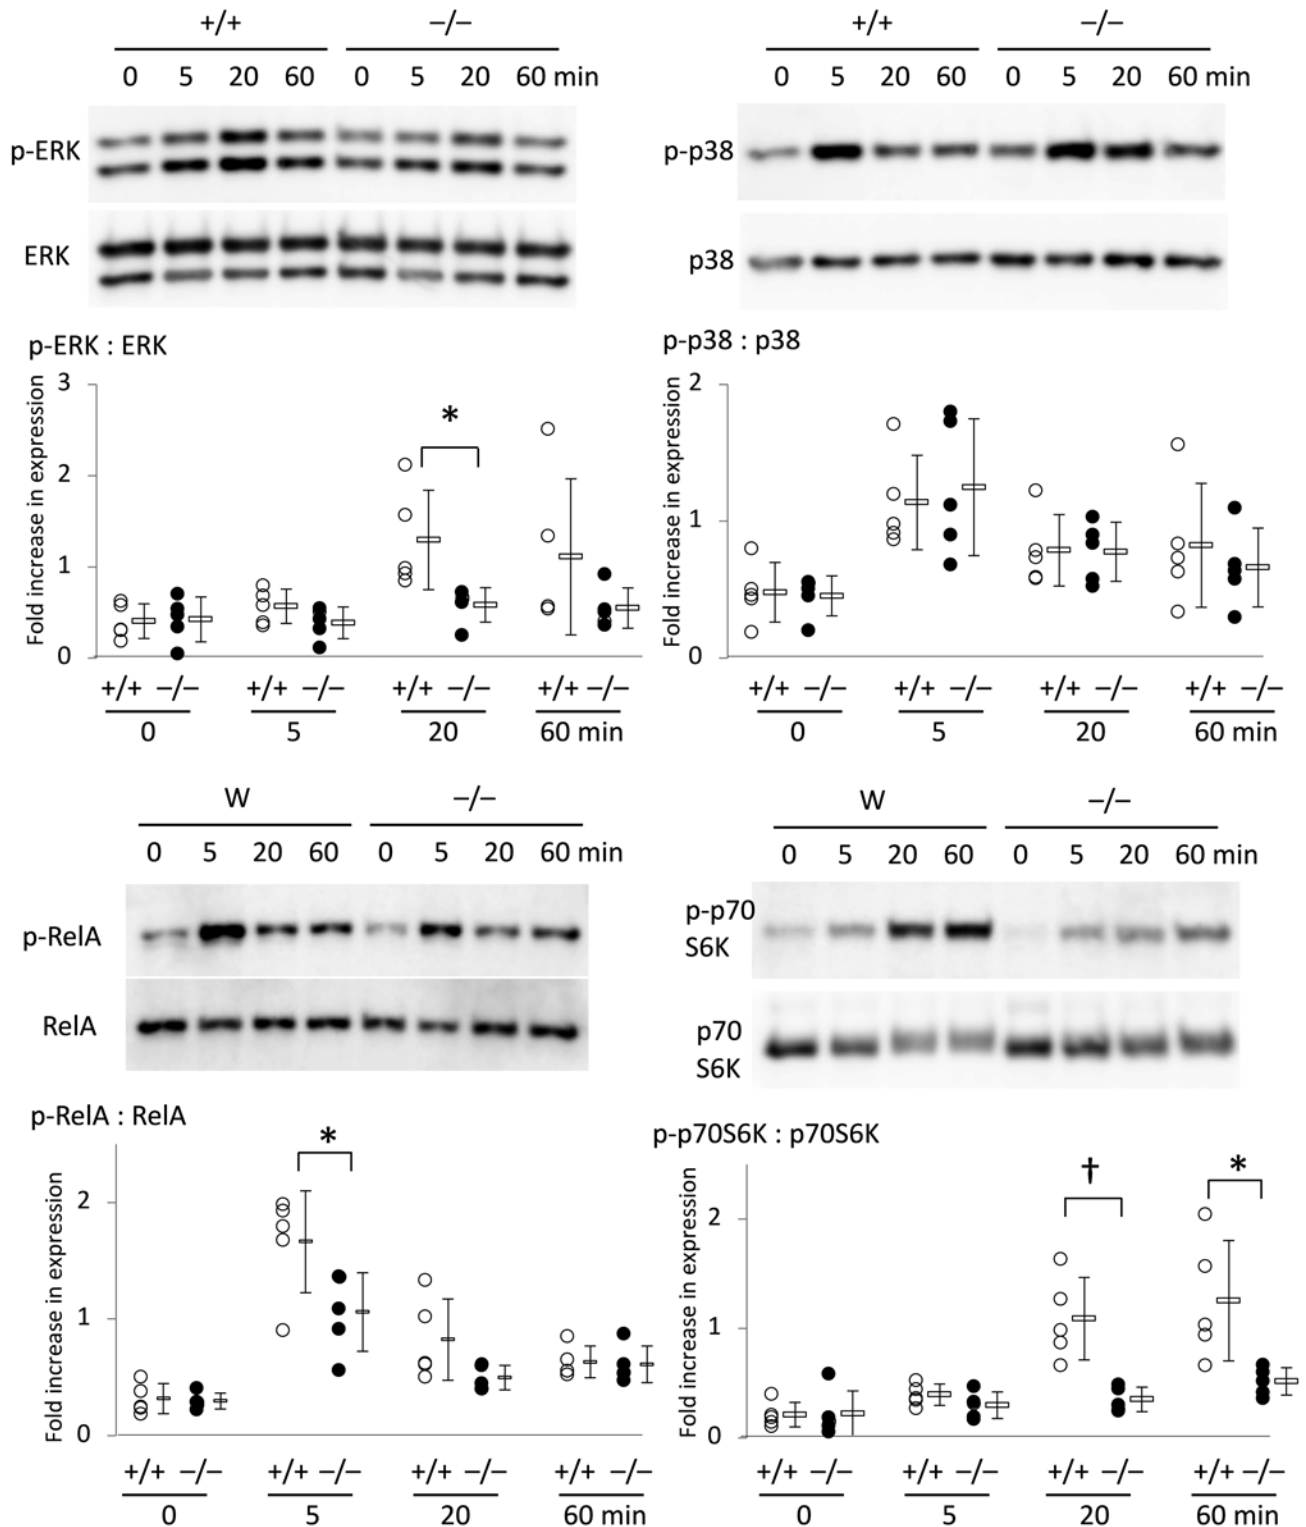 +/+ −/−
0 5 20 60 0 5 20 60 min
p-ERK
ERK
p-ERK : ERK
Fold increase in expression
3
2
1
0
*
+/+ −/− +/+ −/− +/+ −/− +/+ −/−
0 5 20 60 min
+/+ −/−
0 5 20 60 0 5 20 60 min
p-p38
p38
p-p38 : p38
Fold increase in expression
2
1
0
+/+ −/− +/+ −/− +/+ −/− +/+ −/−
0 5 20 60 min
W −/−
0 5 20 60 0 5 20 60 min
p-RelA
RelA
p-RelA : RelA
Fold increase in expression
2
1
0
*
+/+ −/− +/+ −/− +/+ −/− +/+ −/−
0 5 20 60 min
W −/−
0 5 20 60 0 5 20 60 min
p-p70
S6K
p70
S6K
p-p70S6K : p70S6K
Fold increase in expression
2
1
0
† *
+/+ −/− +/+ −/− +/+ −/− +/+ −/−
0 5 20 60 min